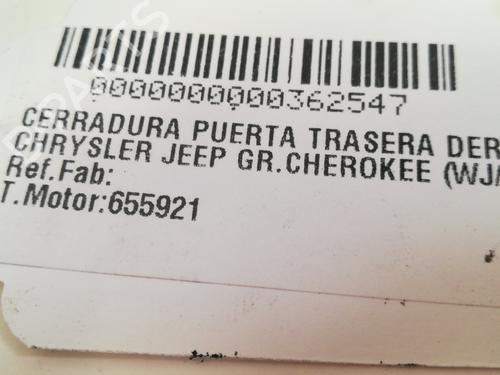 0000000000362547
CERRADURA PUERTA TRASERA DER
CHRYSLER JEEP GR.CHEROKEE (WJ/
Ref.Fab:
T.Motor:655921